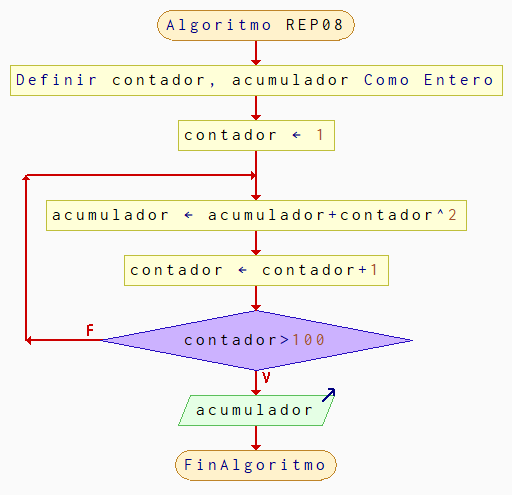 Algoritmo REP08
Definir contador, acumulador Como Entero
contador ← 1
acumulador ← acumulador+contador^2
contador ← contador+1
F
contador>100
V
acumulador
FinAlgoritmo